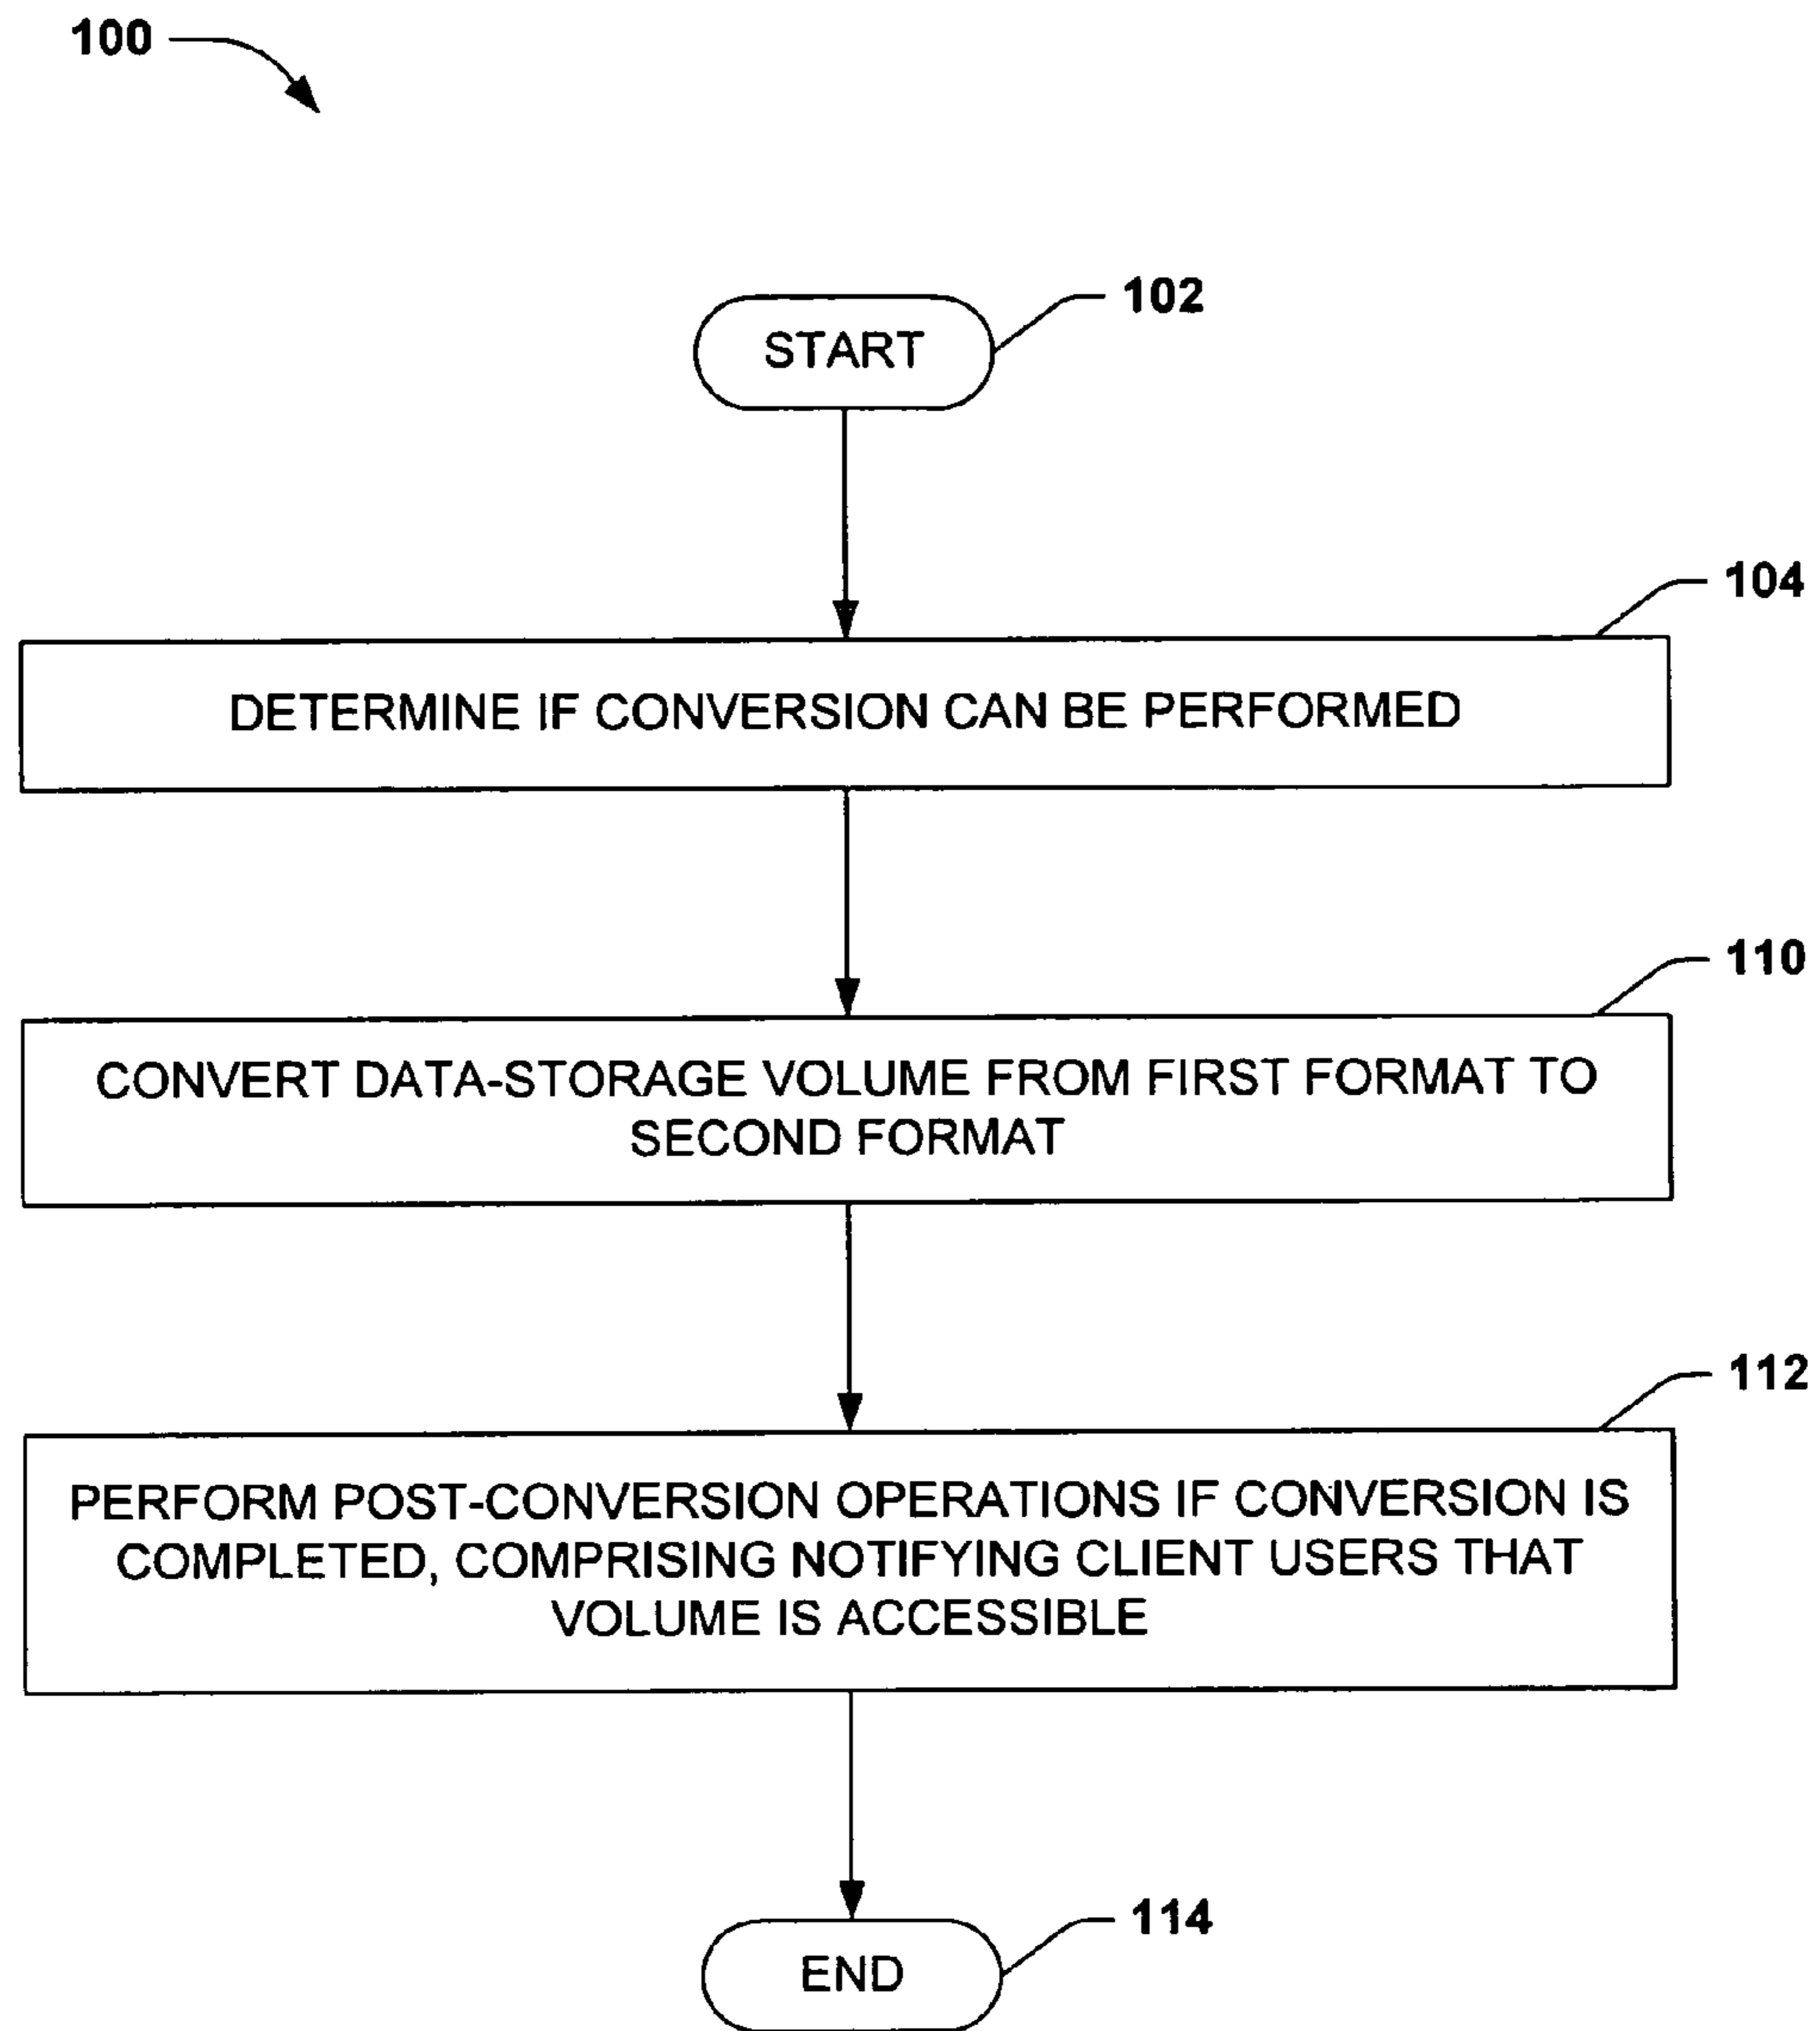 100
102
START
104
DETERMINE IF CONVERSION CAN BE PERFORMED
110
CONVERT DATA-STORAGE VOLUME FROM FIRST FORMAT TO
SECOND FORMAT
112
PERFORM POST-CONVERSION OPERATIONS IF CONVERSION IS
COMPLETED, COMPRISING NOTIFYING CLIENT USERS THAT
VOLUME IS ACCESSIBLE
114
END